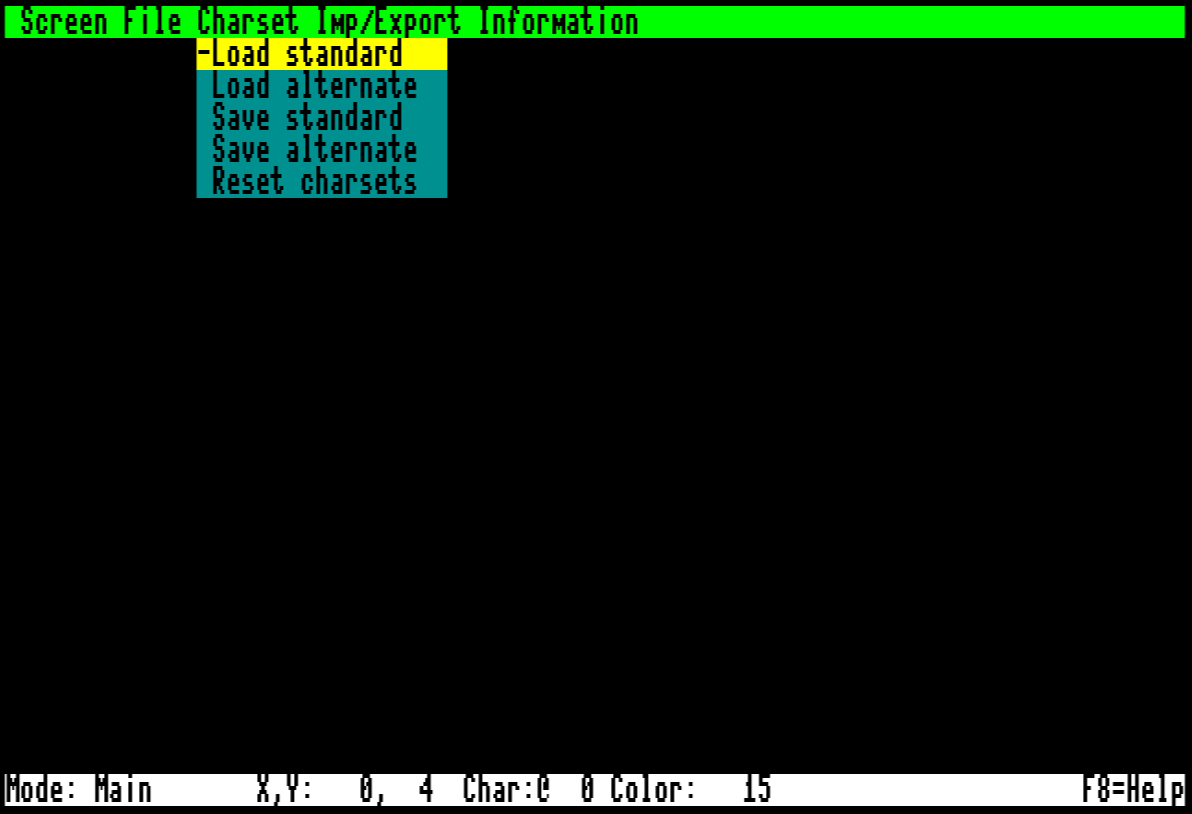 Screen File Charset Imp/Export Information
-Load standard
Load alternate
Save standard
Save alternate
Reset charsets
Mode: Main X,Y: 0, 4 Char:@ 0 Color: 15 F8=Help